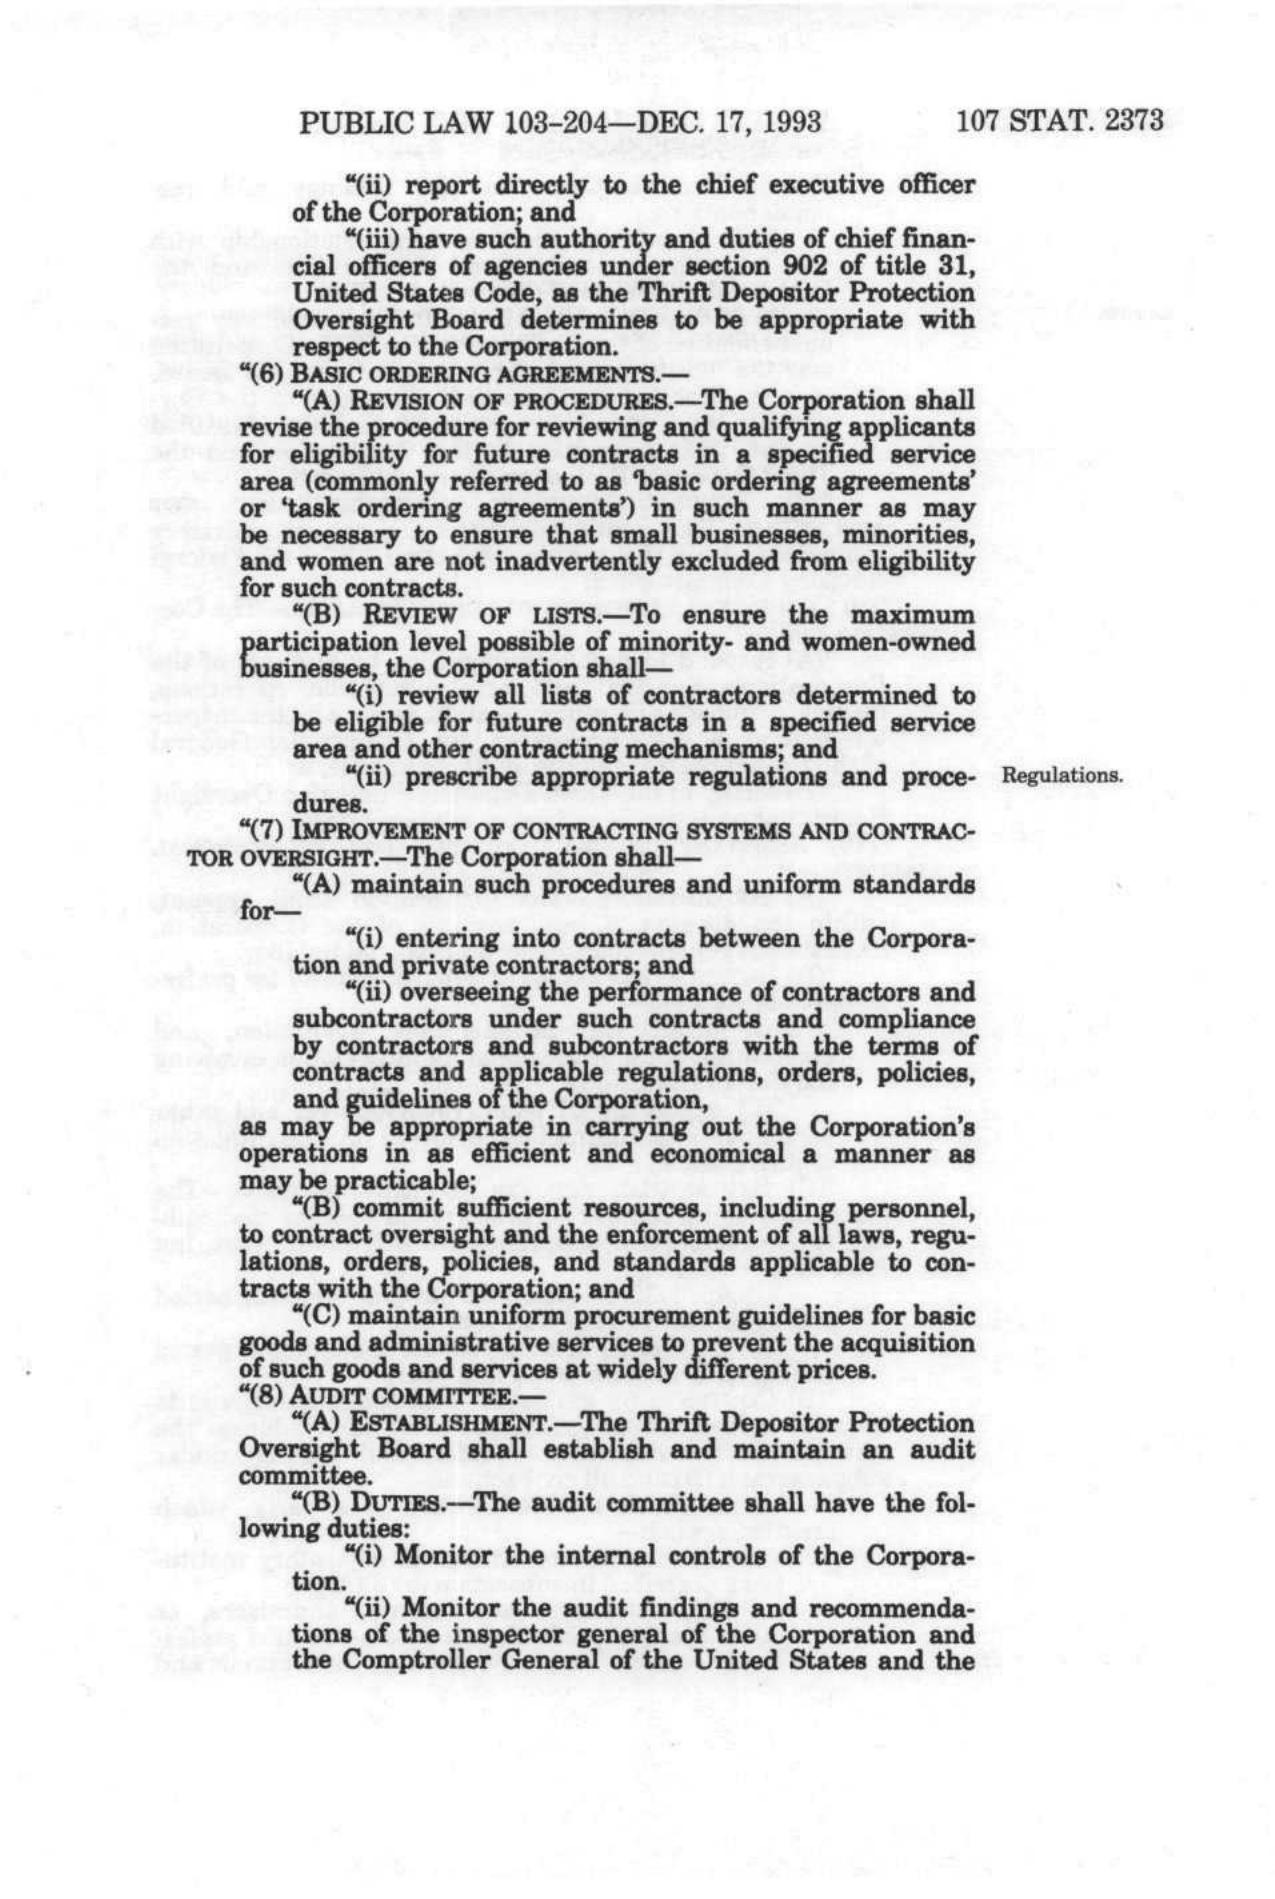 PUBLIC LAW 103–204—DEC. 17, 1993 107 STAT. 2373
“(ii) report directly to the chief executive officer
of the Corporation; and
“(iii) have such authority and duties of chief finan-
cial officers of agencies under section 902 of title 31,
United States Code, as the Thrift Depositor Protection
Oversight Board determines to be appropriate with
respect to the Corporation.
“(6) BASIC ORDERING AGREEMENTS.—
“(A) REVISION OF PROCEDURES.—The Corporation shall
revise the procedure for reviewing and qualifying applicants
for eligibility for future contracts in a specified service
area (commonly referred to as ‘basic ordering agreements’
or ‘task ordering agreements’) in such manner as may
be necessary to ensure that small businesses, minorities,
and women are not inadvertently excluded from eligibility
for such contracts.
“(B) REVIEW OF LISTS.—To ensure the maximum
participation level possible of minority- and women-owned
businesses, the Corporation shall—
“(i) review all lists of contractors determined to
be eligible for future contracts in a specified service
area and other contracting mechanisms; and
“(ii) prescribe appropriate regulations and proce- Regulations.
dures.
“(7) IMPROVEMENT OF CONTRACTING SYSTEMS AND CONTRAC-
TOR OVERSIGHT.—The Corporation shall—
“(A) maintain such procedures and uniform standards
for—
“(i) entering into contracts between the Corpora-
tion and private contractors; and
“(ii) overseeing the performance of contractors and
subcontractors under such contracts and compliance
by contractors and subcontractors with the terms of
contracts and applicable regulations, orders, policies,
and guidelines of the Corporation,
as may be appropriate in carrying out the Corporation’s
operations in as efficient and economical a manner as
may be practicable;
“(B) commit sufficient resources, including personnel,
to contract oversight and the enforcement of all laws, regu-
lations, orders, policies, and standards applicable to con-
tracts with the Corporation; and
“(C) maintain uniform procurement guidelines for basic
goods and administrative services to prevent the acquisition
of such goods and services at widely different prices.
“(8) AUDIT COMMITTEE.—
“(A) ESTABLISHMENT.—The Thrift Depositor Protection
Oversight Board shall establish and maintain an audit
committee.
“(B) DUTIES.—The audit committee shall have the fol-
lowing duties:
“(i) Monitor the internal controls of the Corpora-
tion.
“(ii) Monitor the audit findings and recommenda-
tions of the inspector general of the Corporation and
the Comptroller General of the United States and the